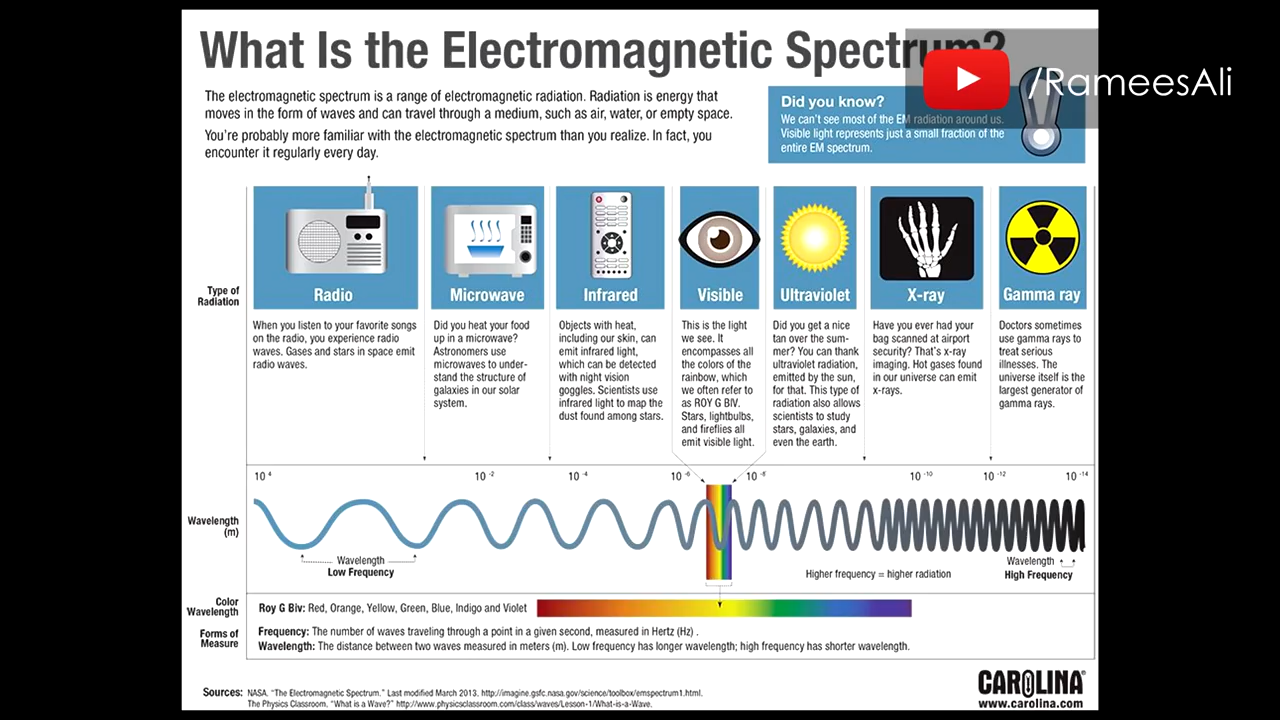 What Is the Electromagnetic Spectrum?
/RameesAli
The electromagnetic spectrum is a range of electromagnetic radiation. Radiation is energy that
moves in the form of waves and can travel through a medium, such as air, water, or empty space.
You're probably more familiar with the electromagnetic spectrum than you realize. In fact, you
encounter it regularly every day.
Did you know?
We can't see most of the EM radiation around us.
Visible light represents just a small fraction of the
entire EM spectrum.
Type of
Radiation
Radio
When you listen to your favorite songs
on the radio, you experience radio
waves. Gases and stars in space emit
radio waves.
Microwave
Did you heat your food
up in a microwave?
Astronomers use
microwaves to under-
stand the structure of
galaxies in our solar
system.
Infrared
Objects with heat,
including our skin, can
emit infrared light,
which can be detected
with night vision
goggles. Scientists use
infrared light to map the
dust found among stars.
Visible
This is the light
we see. It
encompasses all
the colors of the
rainbow, which
we often refer to
as ROY G BIV.
Stars, lightbulbs,
and fireflies all
emit visible light.
Ultraviolet
Did you get a nice
tan over the sum-
mer? You can thank
ultraviolet radiation,
emitted by the sun,
for that. This type of
radiation also allows
scientists to study
stars, galaxies, and
even the earth.
X-ray
Have you ever had your
bag scanned at airport
security? That's x-ray
imaging. Hot gases found
in our universe can emit
x-rays.
Gamma ray
Doctors sometimes
use gamma rays to
treat serious
illnesses. The
universe itself is the
largest generator of
gamma rays.
10 -2 10 -4 10 -6 10 -8 10 -10 10 -12 10 -14
Wavelength
(m)
Wavelength
Low Frequency
Higher frequency = higher radiation
Wavelength
High Frequency
Color
Wavelength
Roy G Biv: Red, Orange, Yellow, Green, Blue, Indigo and Violet
Forms of
Measure
Frequency: The number of waves traveling through a point in a given second, measured in Hertz (Hz) .
Wavelength: The distance between two waves measured in meters (m). Low frequency has longer wavelength; high frequency has shorter wavelength.
Sources: NASA. "The Electromagnetic Spectrum." Last modified March 2013, http://imagine.gsfc.nasa.gov/science/toolbox/emspectrum1.html.
The Physics Classroom. "What is a Wave?" http://www.physicsclassroom.com/class/waves/Lesson-1/What-is-a-Wave.
CAROLINA®
www.carolina.com